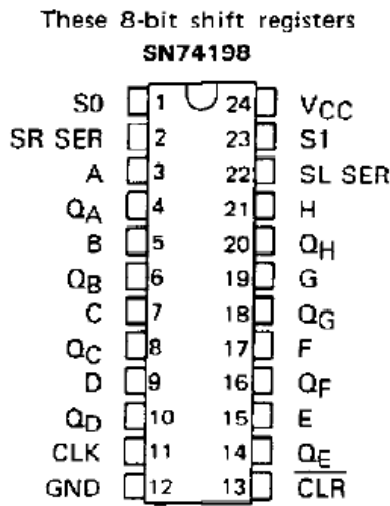 These 8-bit shift registers
SN74198
S0 1 24 VCC
SR SER 2 23 S1
A 3 22 SL SER
QA 4 21 H
B 5 20 QH
QB 6 19 G
C 7 18 QG
QC 8 17 F
D 9 16 QF
QD 10 15 E
CLK 11 14 QE
GND 12 13 CLR